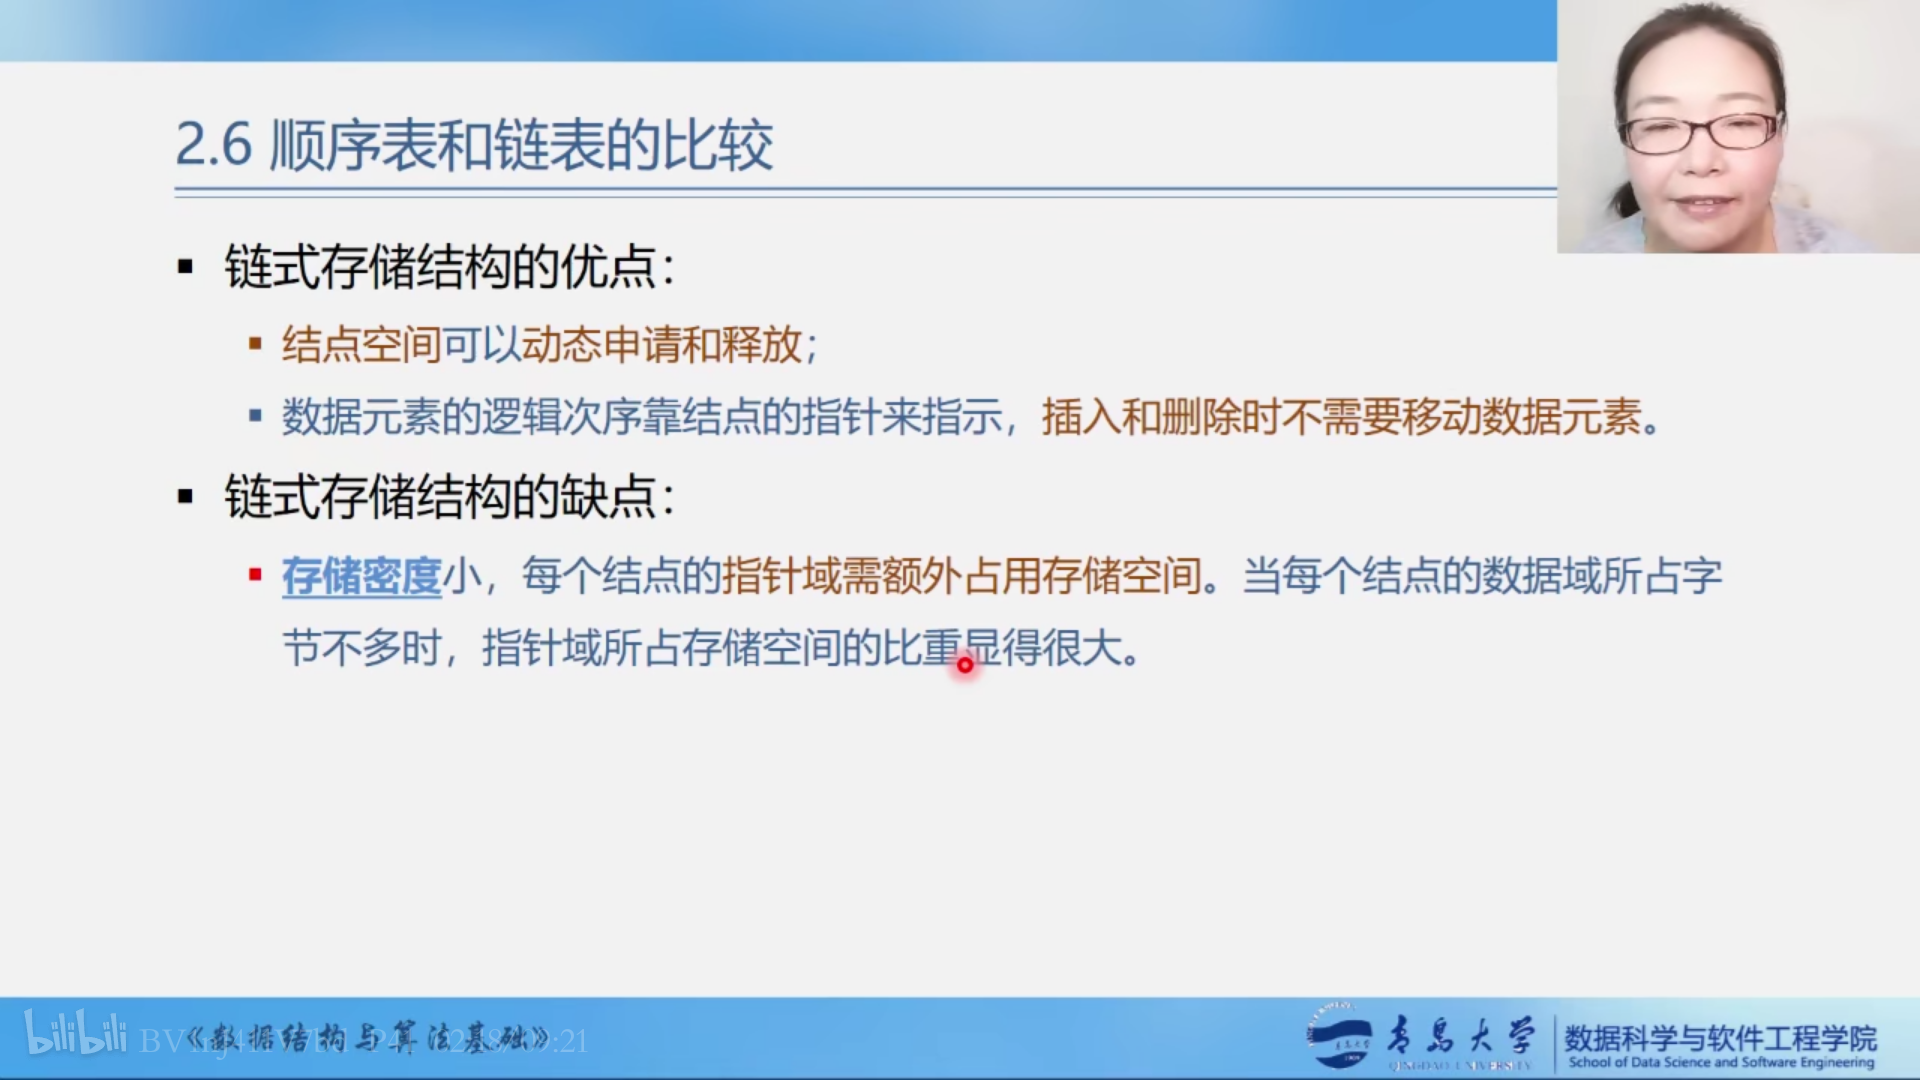 2.6 顺序表和链表的比较
▪ 链式存储结构的优点：
▪ 结点空间可以动态申请和释放；
▪ 数据元素的逻辑次序靠结点的指针来指示，插入和删除时不需要移动数据元素。
▪ 链式存储结构的缺点：
▪ 存储密度小，每个结点的指针域需额外占用存储空间。当每个结点的数据域所占字
节不多时，指针域所占存储空间的比重显得很大。
bilibili
《数据结构与算法基础》
青岛大学
QINGDAO UNIVERSITY
数据科学与软件工程学院
School of Data Science and Software Engineering